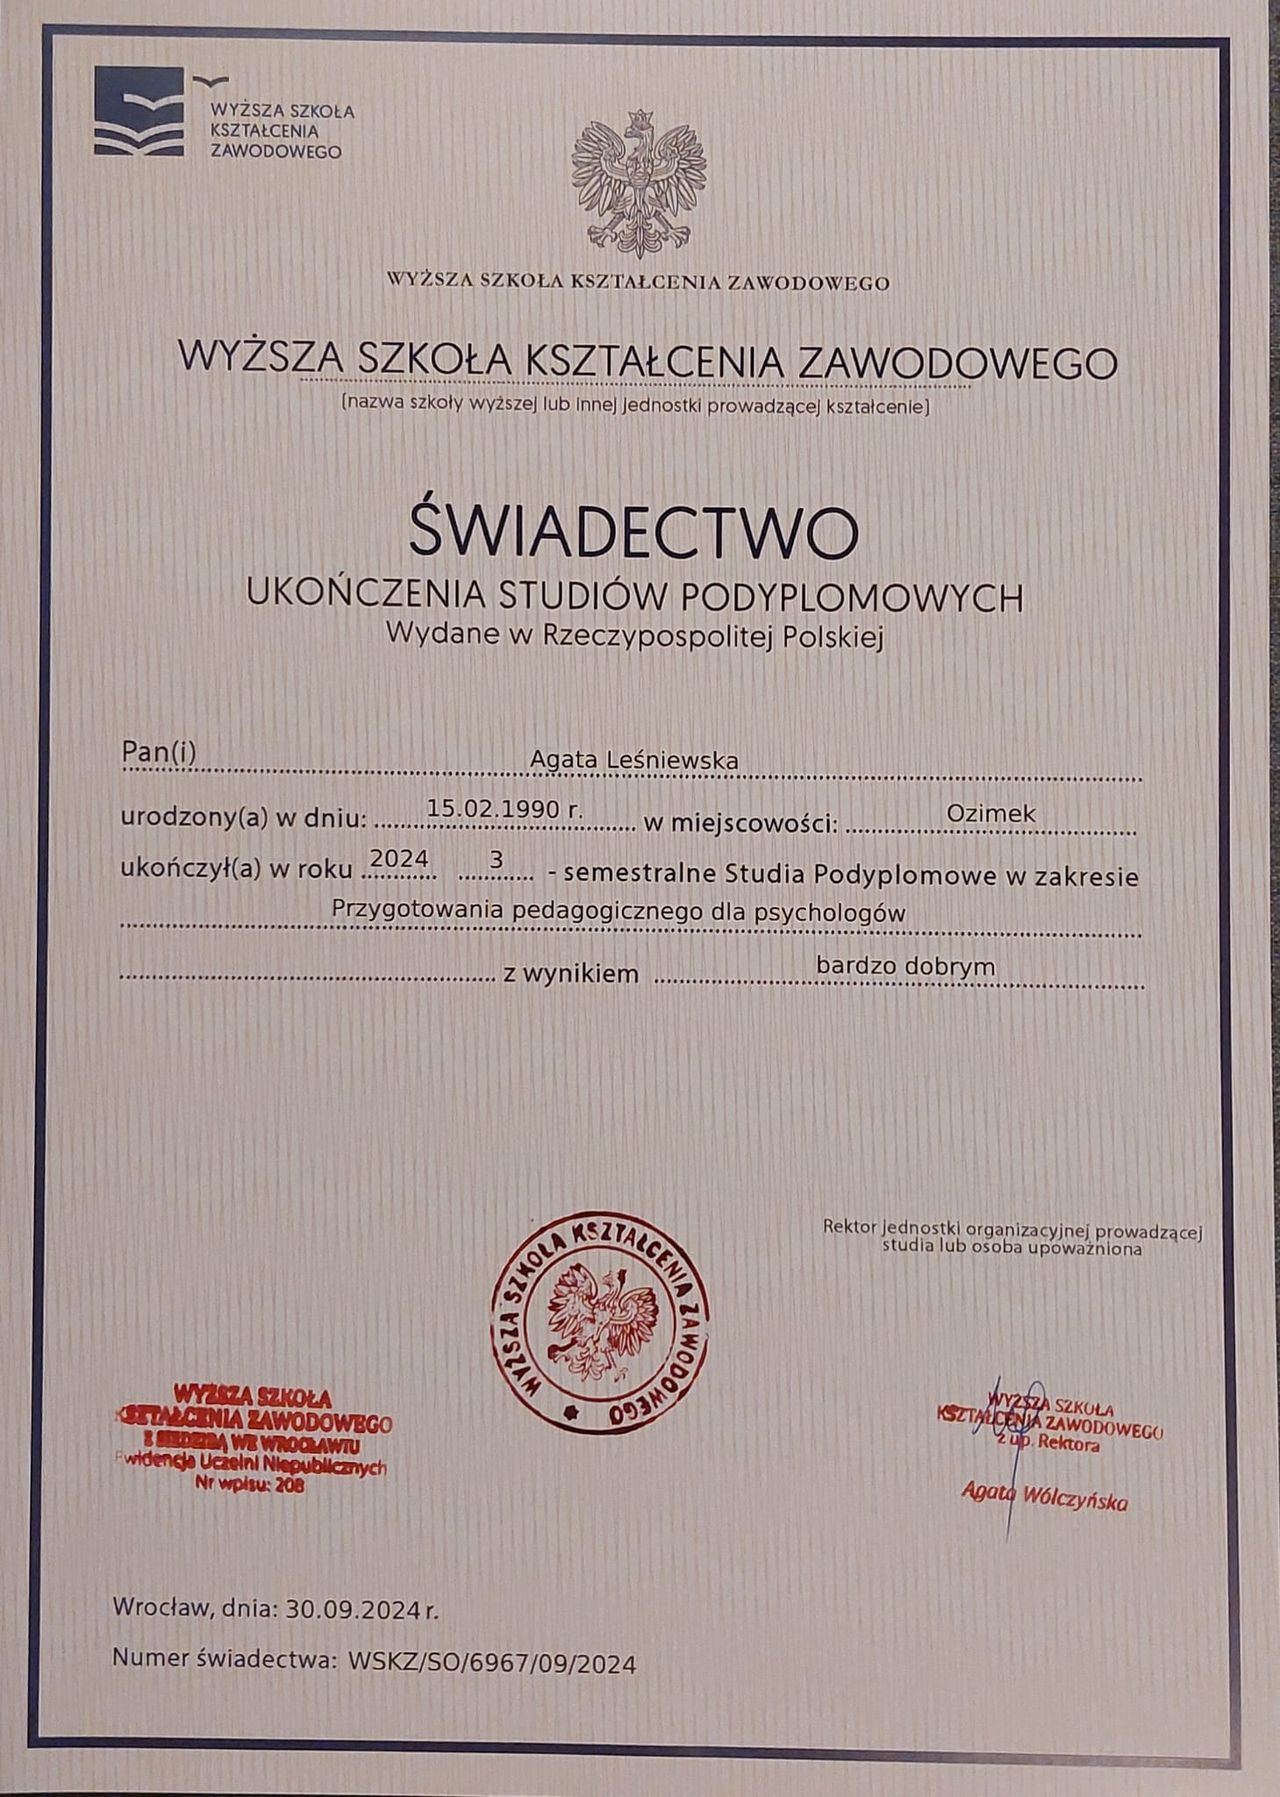 WYŻSZA SZKOŁA
KSZTAŁCENIA
ZAWODOWEGO
WYŻSZA SZKOŁA KSZTAŁCENIA ZAWODOWEGO
WYŻSZA SZKOŁA KSZTAŁCENIA ZAWODOWEGO
(nazwa szkoły wyższej lub innej jednostki prowadzącej kształcenie)
ŚWIADECTWO
UKOŃCZENIA STUDIÓW PODYPLOMOWYCH
Wydane w Rzeczypospolitej Polskiej
Pan(i) Agata Leśniewska
urodzony(a) w dniu: 15.02.1990 r. w miejscowości: Ozimek
ukończył(a) w roku 2024 3 - semestralne Studia Podyplomowe w zakresie
Przygotowania pedagogicznego dla psychologów
z wynikiem bardzo dobrym
Rektor jednostki organizacyjnej prowadzącej
studia lub osoba upoważniona
WYŻSZA SZKOŁA KSZTAŁCENIA ZAWODOWEGO
WYŻSZA SZKOŁA
KSZTAŁCENIA ZAWODOWEGO
Z SIEDZIBĄ WE WROCŁAWIU
Ewidencja Uczelni Niepublicznych
Nr wpisu: 208
WYŻSZA SZKOŁA
KSZTAŁCENIA ZAWODOWEGO
z up. Rektora
Agata Wólczyńska
Wrocław, dnia: 30.09.2024 r.
Numer świadectwa: WSKZ/SO/6967/09/2024